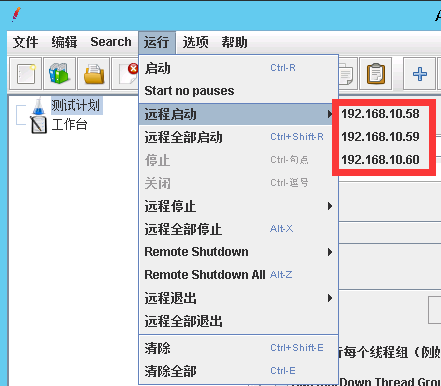 文件 编辑 Search 运行 选项 帮助
测试计划
工作台
启动 Ctrl-R
Start no pauses
远程启动
192.168.10.58
192.168.10.59
192.168.10.60
远程全部启动 Ctrl+Shift-R
停止 Ctrl-句点
关闭 Ctrl-逗号
远程停止
远程全部停止 Alt-X
Remote Shutdown
Remote Shutdown All Alt-Z
远程退出
远程全部退出
清除 Ctrl+Shift-E
清除全部 Ctrl-E
每个线程组（例如
Down Thread Gro